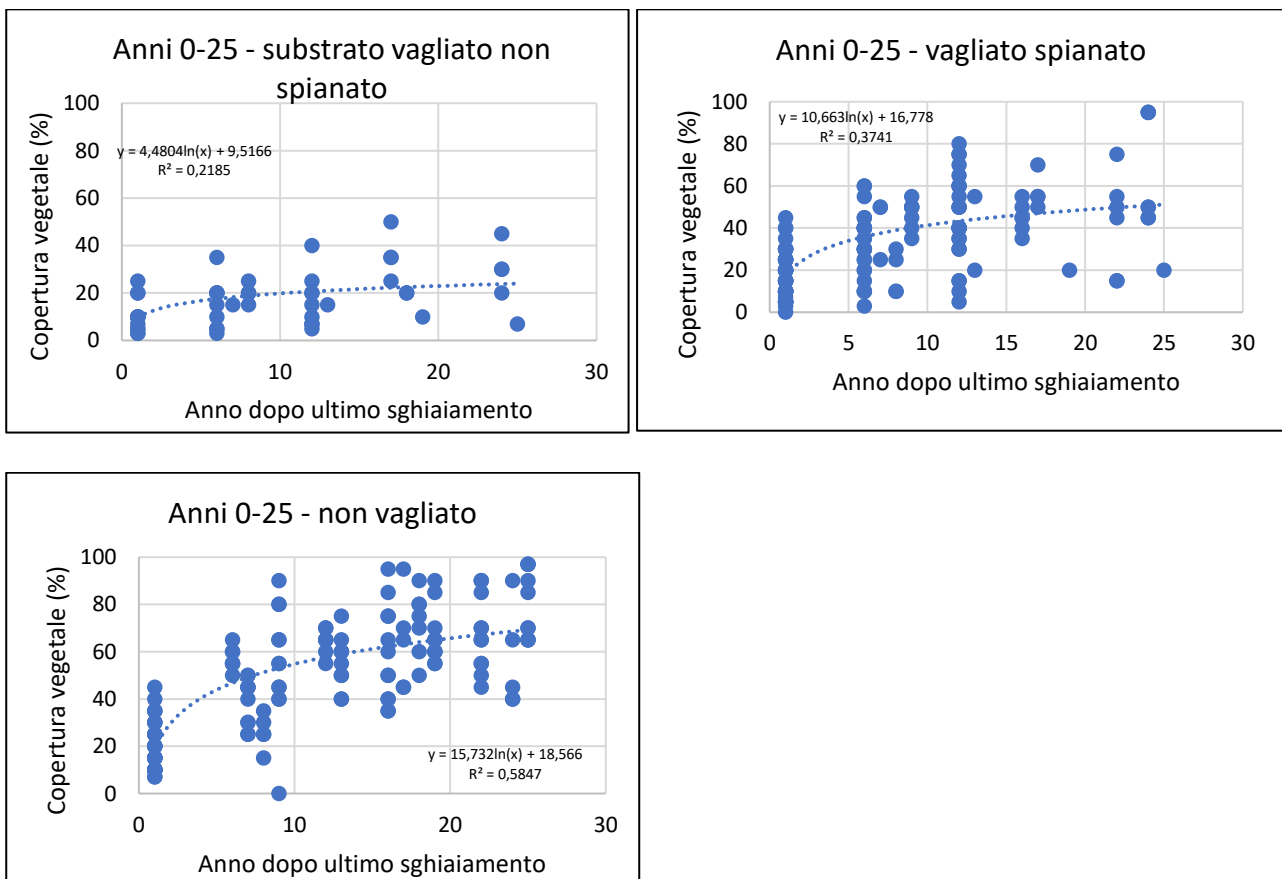 Anni 0-25 - substrato vagliato non
spianato
y = 4,4804ln(x) + 9,5166
R² = 0,2185
100
80
60
40
20
0
0
10
20
30
Copertura vegetale (%)
Anno dopo ultimo sghiaiamento
Anni 0-25 - vagliato spianato
y = 10,663ln(x) + 16,778
R² = 0,3741
100
80
60
40
20
0
0
5
10
15
20
25
30
Copertura vegetale (%)
Anno dopo ultimo sghiaiamento
Anni 0-25 - non vagliato
100
80
60
40
20
0
y = 15,732ln(x) + 18,566
R² = 0,5847
0
10
20
30
Copertura vegetale (%)
Anno dopo ultimo sghiaiamento